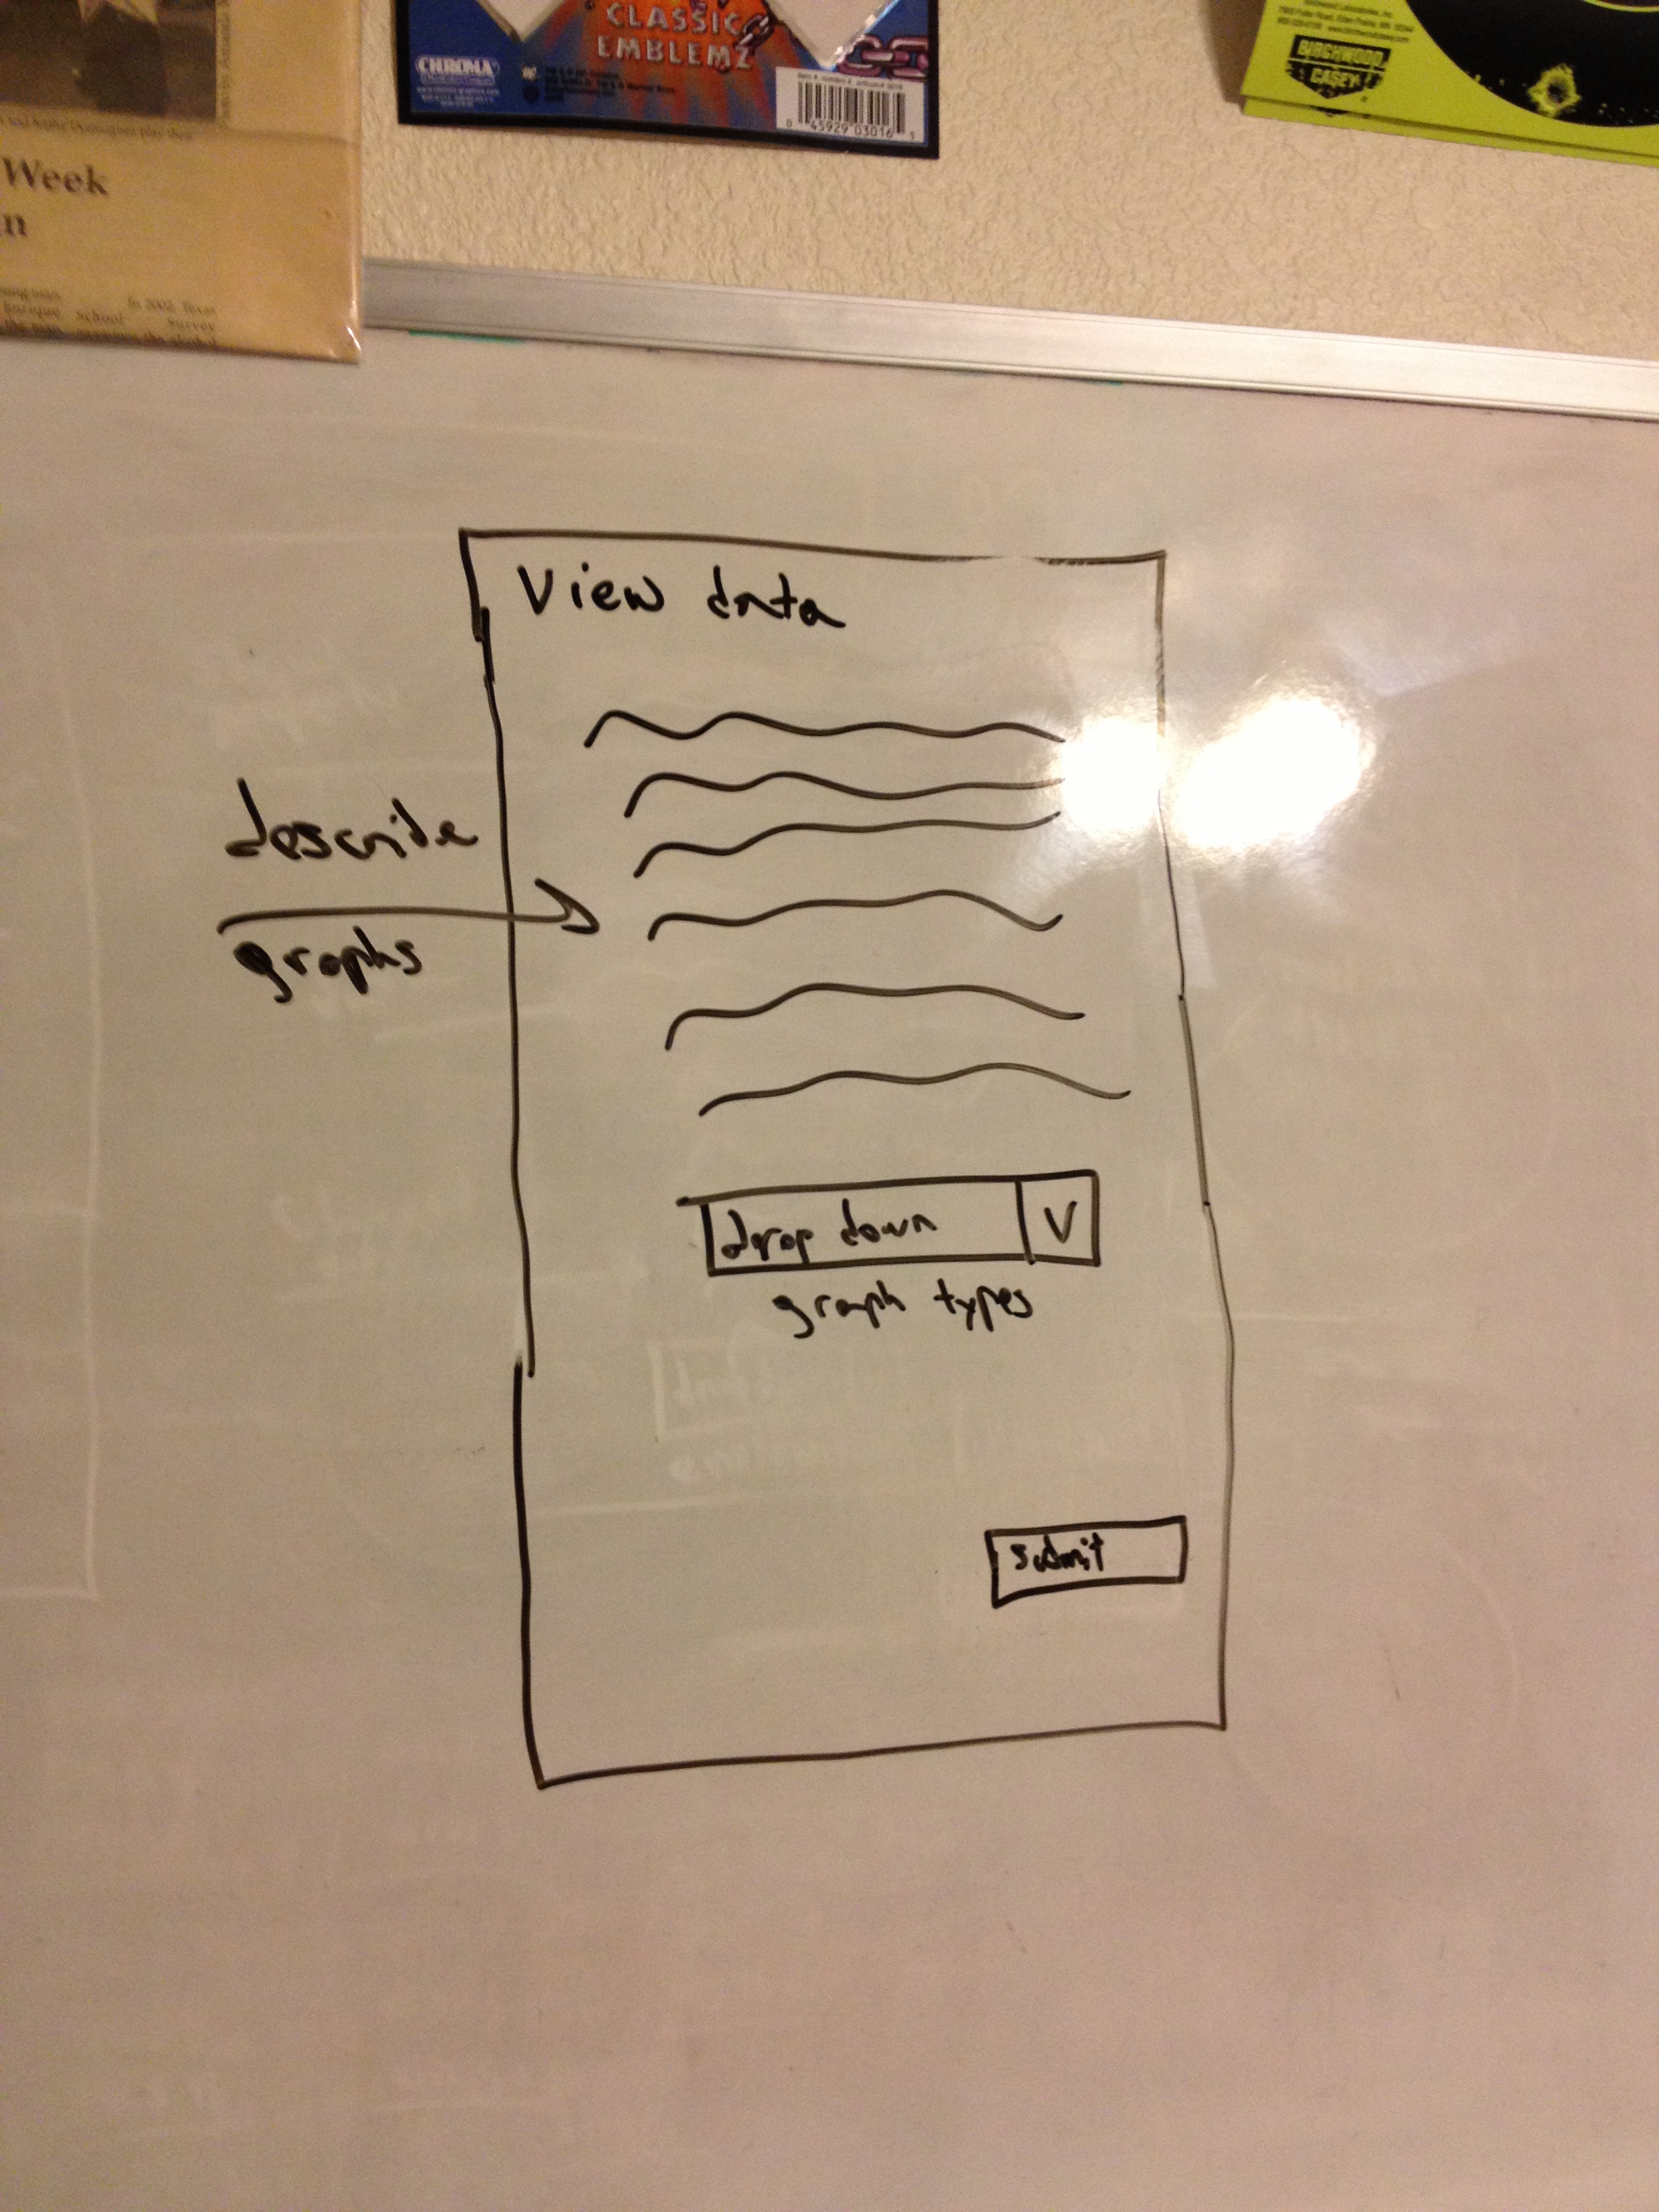 Week
In 2002, Texas
School Survey
CLASSIC
EMBLEMZ
CHROMA
0 45929 03016 5
BIRCHWOOD
CASEY
View data
describe
graphs
drop down V
graph types
submit